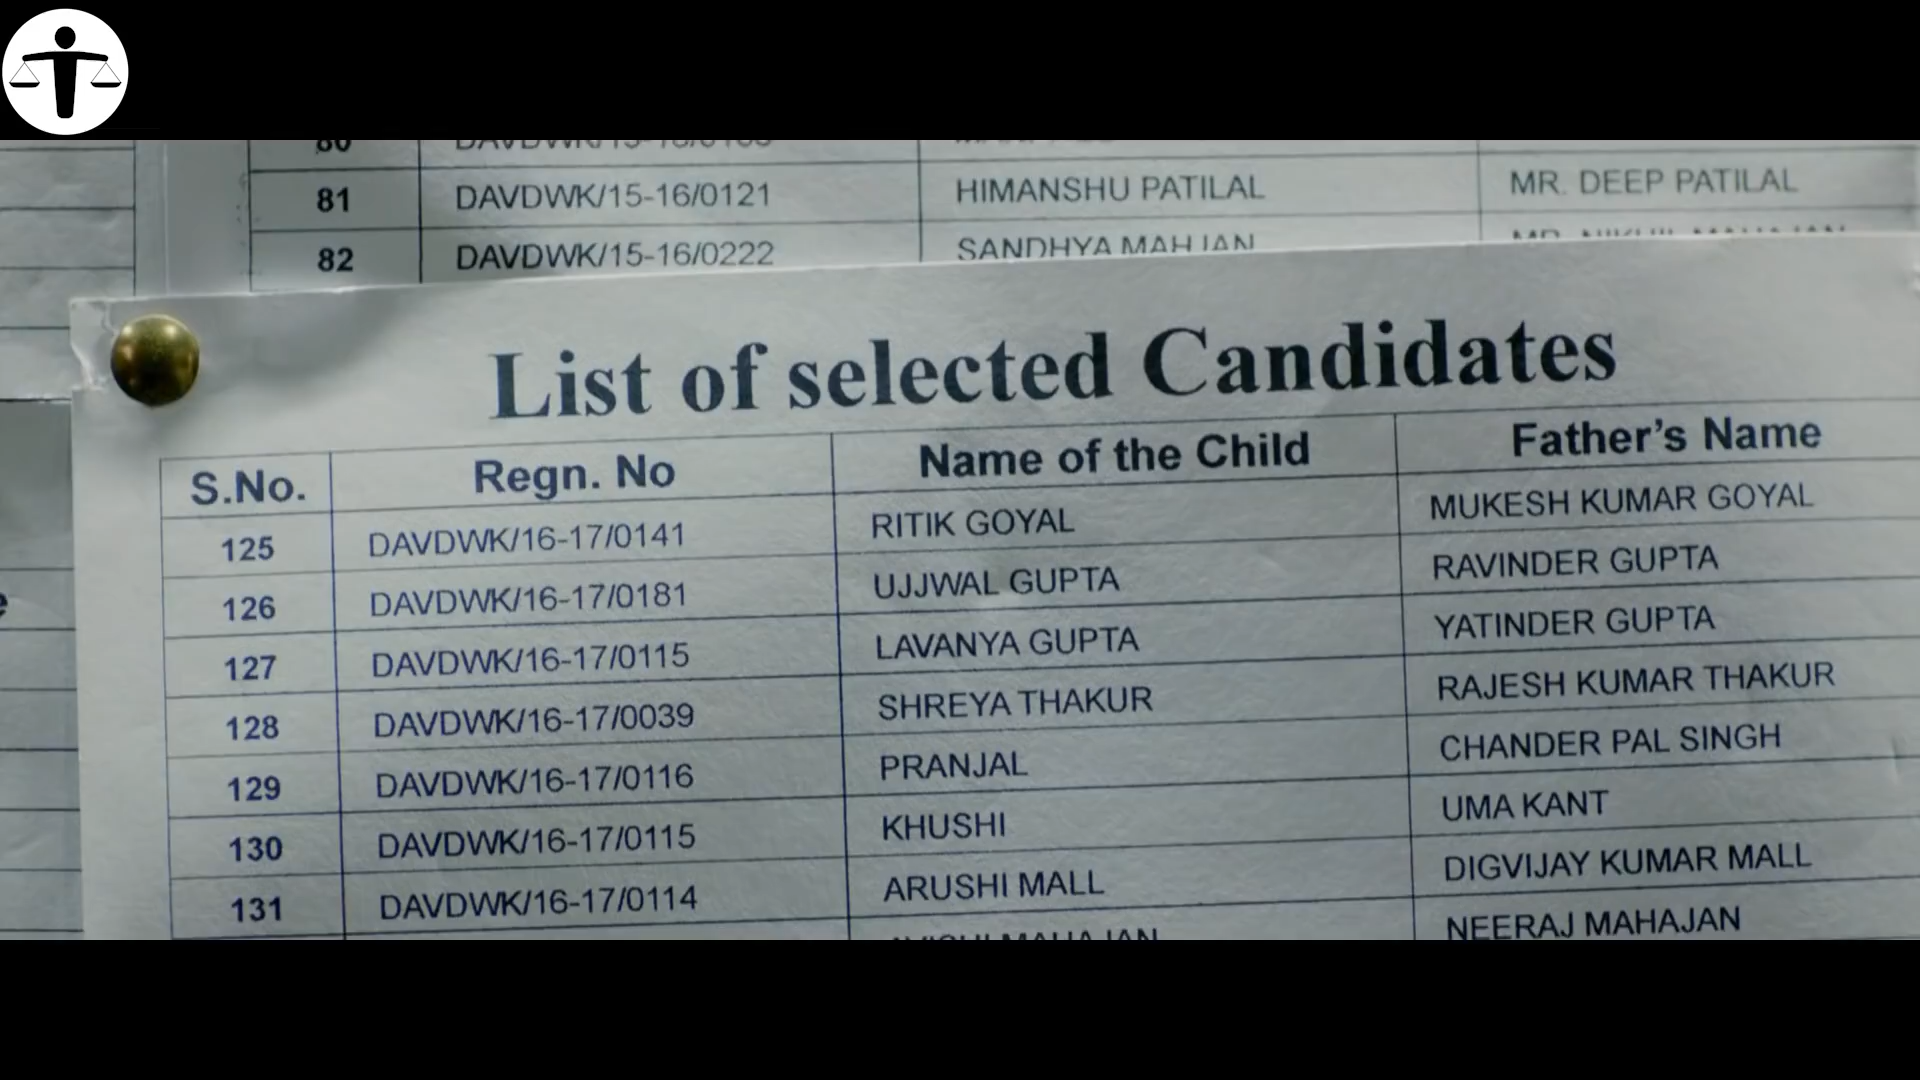 81 DAVDWK/15-16/0121 HIMANSHU PATILAL MR. DEEP PATILAL
82 DAVDWK/15-16/0222 SANDHYA MAHJAN
List of selected Candidates
S.No. Regn. No Name of the Child Father's Name
125 DAVDWK/16-17/0141 RITIK GOYAL MUKESH KUMAR GOYAL
126 DAVDWK/16-17/0181 UJJWAL GUPTA RAVINDER GUPTA
127 DAVDWK/16-17/0115 LAVANYA GUPTA YATINDER GUPTA
128 DAVDWK/16-17/0039 SHREYA THAKUR RAJESH KUMAR THAKUR
129 DAVDWK/16-17/0116 PRANJAL CHANDER PAL SINGH
130 DAVDWK/16-17/0115 KHUSHI UMA KANT
131 DAVDWK/16-17/0114 ARUSHI MALL DIGVIJAY KUMAR MALL
NEERAJ MAHAJAN